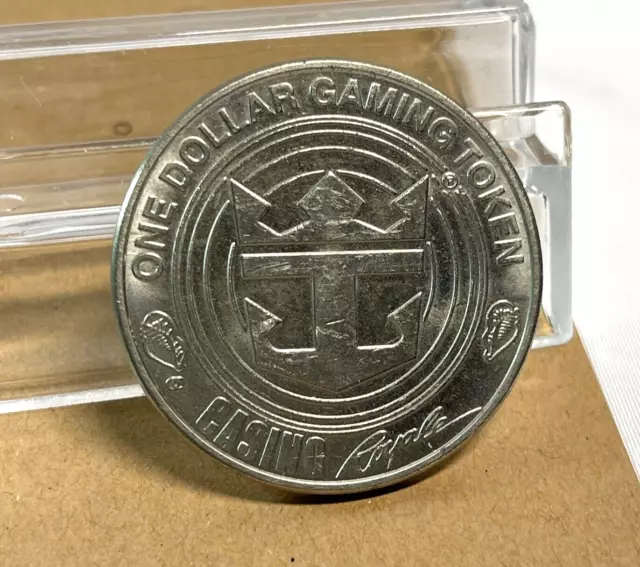 ONE DOLLAR GAMING TOKEN
®
CASINO Royale